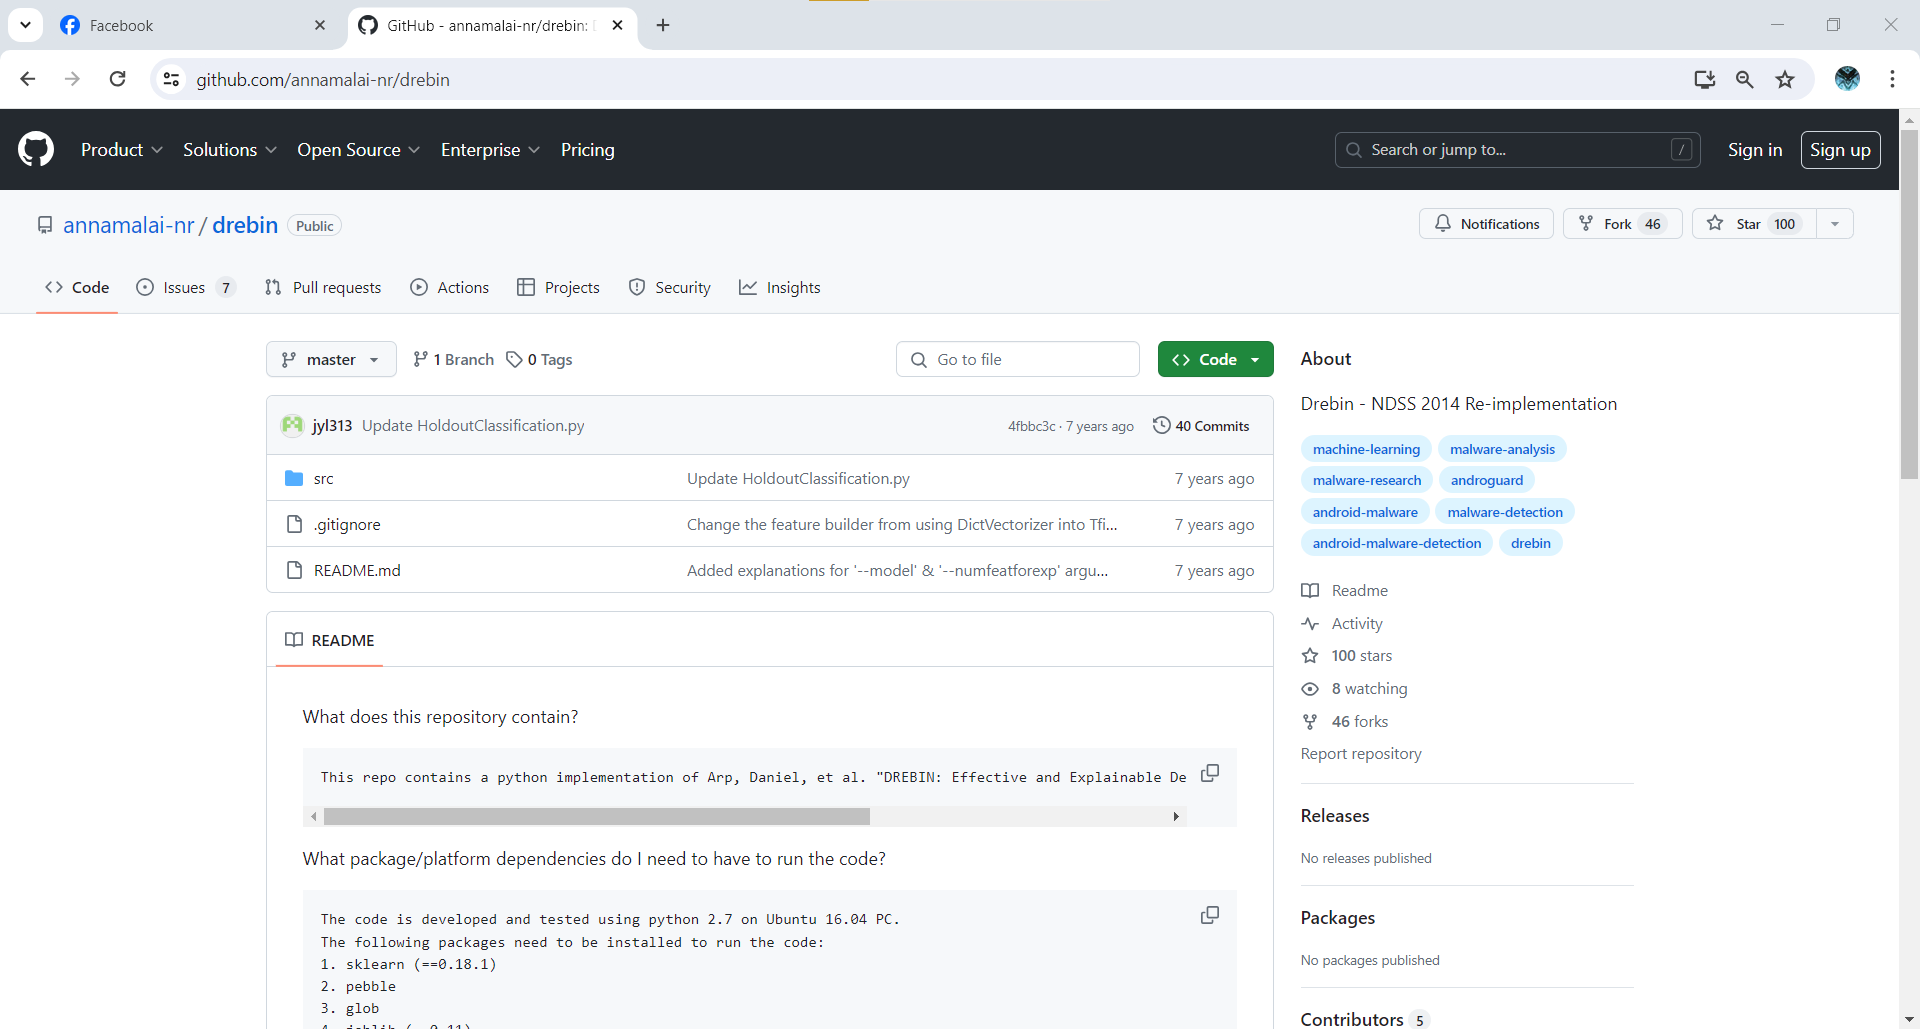 Facebook
GitHub - annamalai-nr/drebin:
github.com/annamalai-nr/drebin
Product Solutions Open Source Enterprise Pricing Search or jump to... / Sign in Sign up
annamalai-nr / drebin Public Notifications Fork 46 Star 100
Code Issues 7 Pull requests Actions Projects Security Insights
master 1 Branch 0 Tags Go to file Code
jyl313 Update HoldoutClassification.py 4fbbc3c · 7 years ago 40 Commits
src Update HoldoutClassification.py 7 years ago
.gitignore Change the feature builder from using DictVectorizer into Tfi... 7 years ago
README.md Added explanations for '--model' & '--numfeatforexp' argu... 7 years ago
README
What does this repository contain?
This repo contains a python implementation of Arp, Daniel, et al. "DREBIN: Effective and Explainable De
What package/platform dependencies do I need to have to run the code?
The code is developed and tested using python 2.7 on Ubuntu 16.04 PC.
The following packages need to be installed to run the code:
1. sklearn (==0.18.1)
2. pebble
3. glob
About
Drebin - NDSS 2014 Re-implementation
machine-learning malware-analysis
malware-research androguard
android-malware malware-detection
android-malware-detection drebin
Readme
Activity
100 stars
8 watching
46 forks
Report repository
Releases
No releases published
Packages
No packages published
Contributors 5